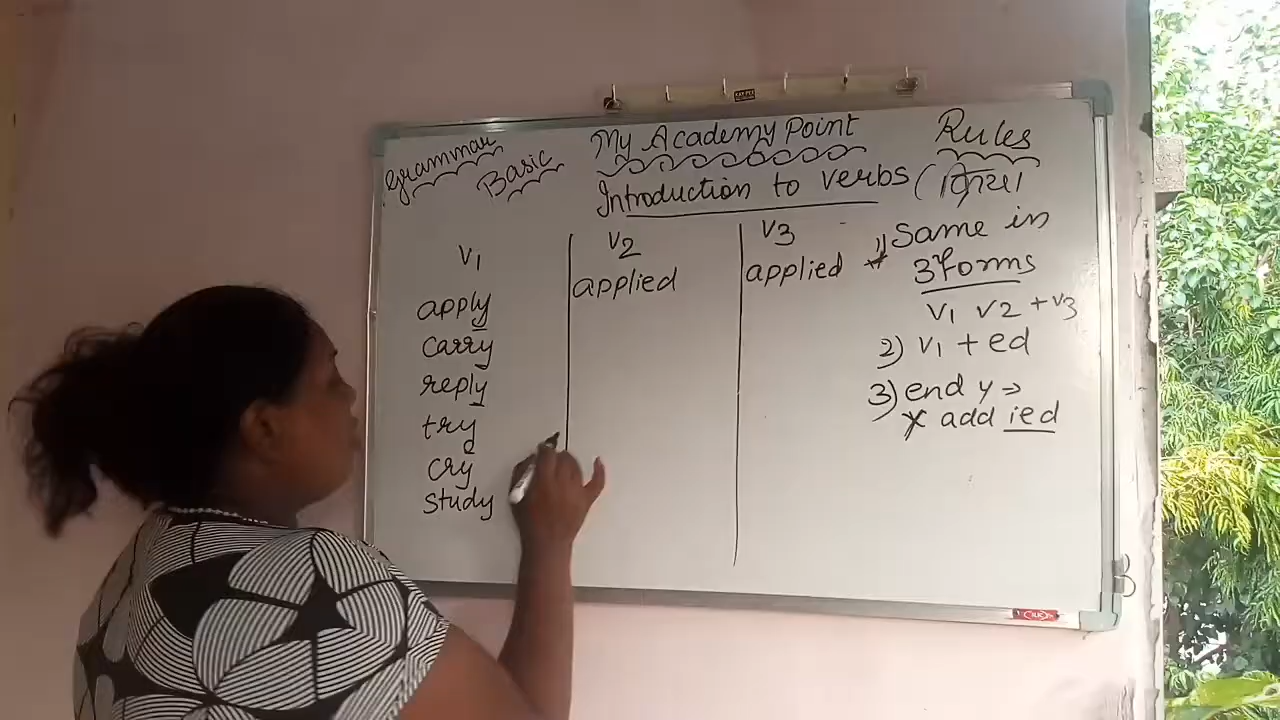 Grammar
Basic
My Academy Point
Introduction to verbs (क्रिया
Rules
V1 V2 V3
apply applied applied
carry
reply
try
cry
study
1) Same in
3 Forms
V1 V2 + V3
2) V1 + ed
3) end y →
X add ied